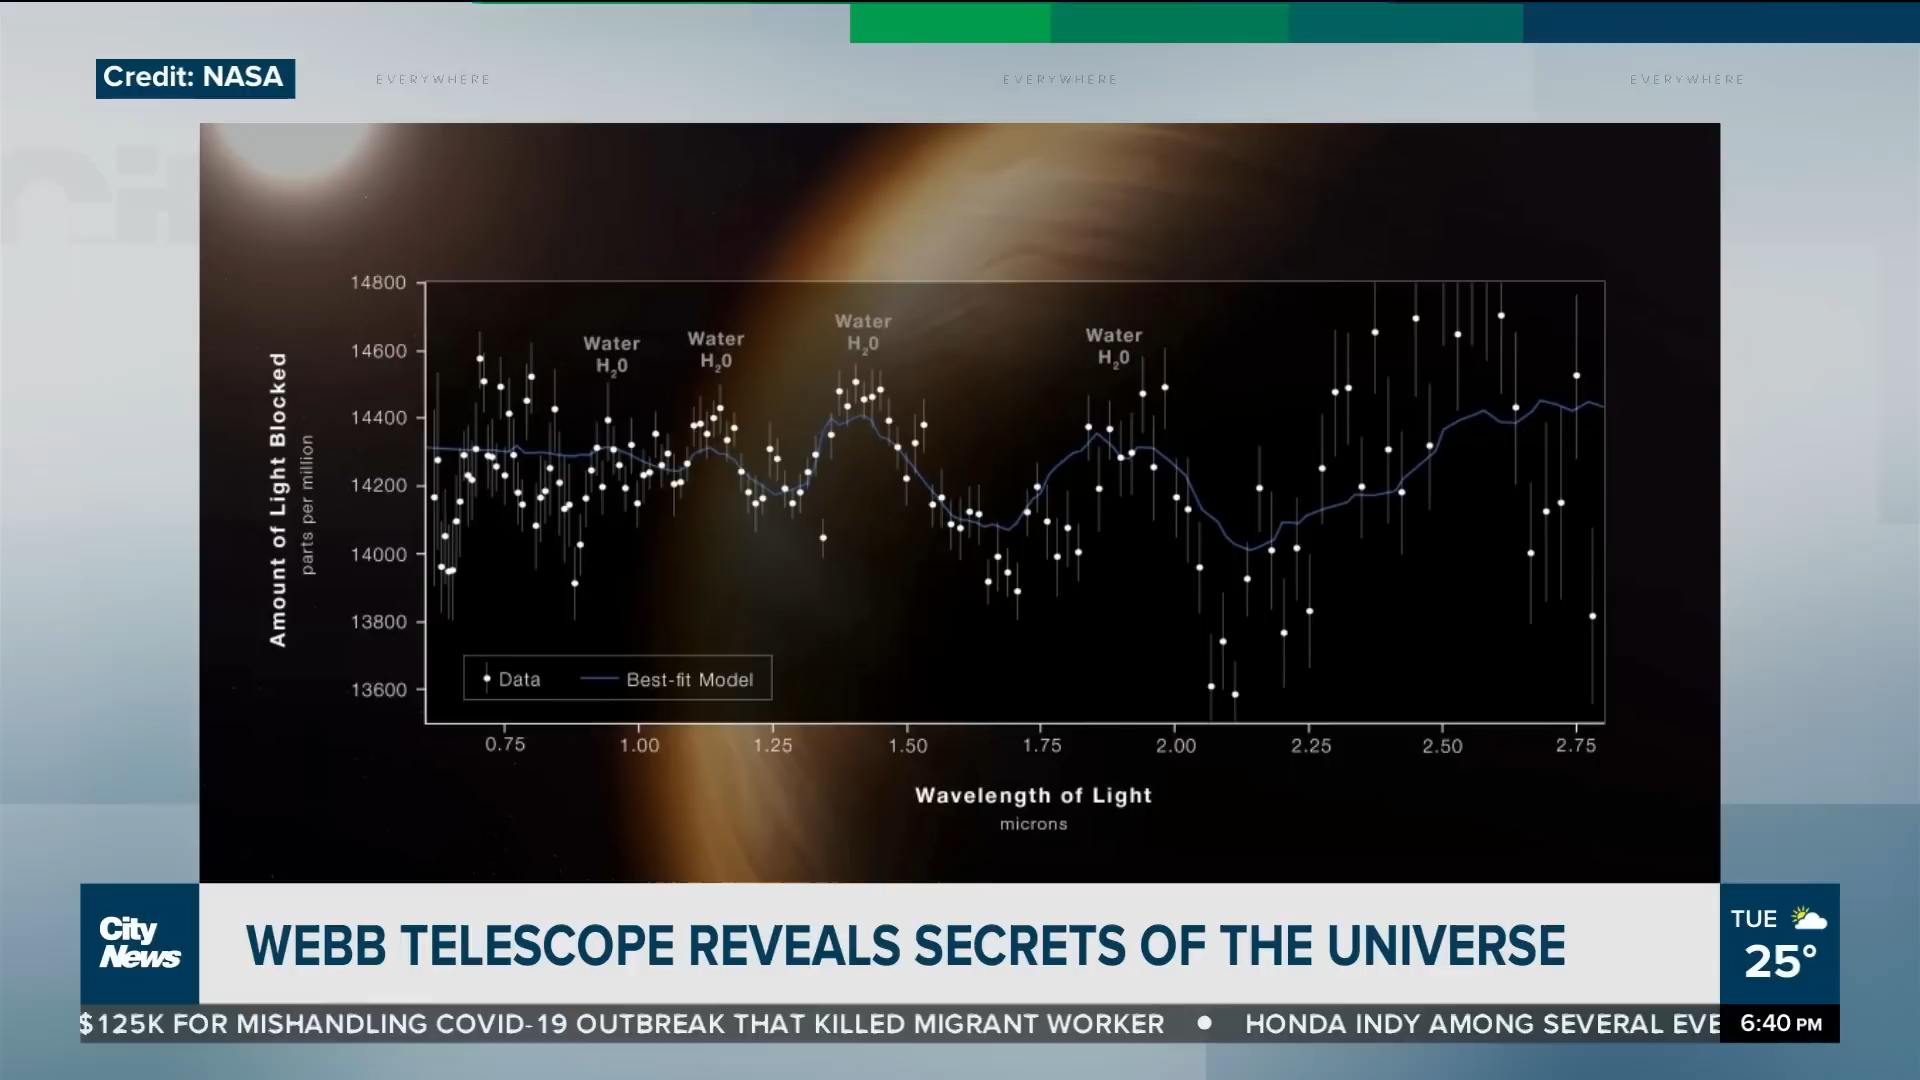 Credit: NASA
EVERYWHERE
EVERYWHERE
EVERYWHERE
14800
14600
14400
14200
14000
13800
13600
Amount of Light Blocked
parts per million
Water
H₂0
Water
H₂0
Water
H₂0
Water
H₂0
Data
Best-fit Model
0.75 1.00 1.25 1.50 1.75 2.00 2.25 2.50 2.75
Wavelength of Light
microns
City
News
WEBB TELESCOPE REVEALS SECRETS OF THE UNIVERSE
TUE
25°
$125K FOR MISHANDLING COVID-19 OUTBREAK THAT KILLED MIGRANT WORKER • HONDA INDY AMONG SEVERAL EVE
6:40 PM